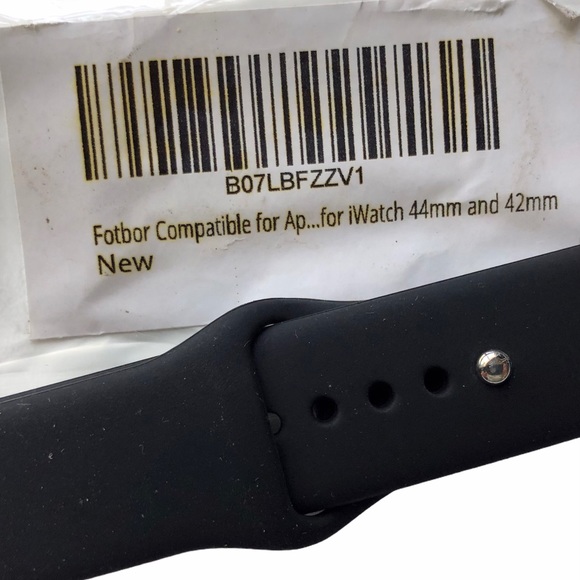 B07LBFZZV1
Fotbor Compatible for Ap...for iWatch 44mm and 42mm
New